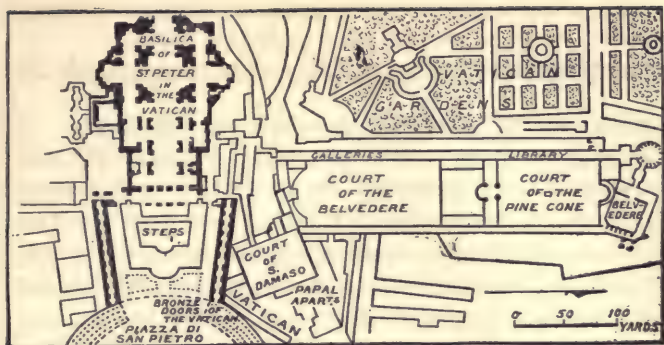 BASILICA
OF
ST PETER
IN
THE
VATICAN
VATICAN
GARDENS
GALLERIES
LIBRARY
COURT
OF THE
BELVEDERE
COURT
OF THE
PINE CONE
BELV-
EDERE
STEPS
COURT
OF
S.
DAMASO
PAPAL
APARTS
VATICAN
BRONZE
DOORS OF
THE VATICAN
PIAZZA DI
SAN PIETRO
0 50 100
YARDS